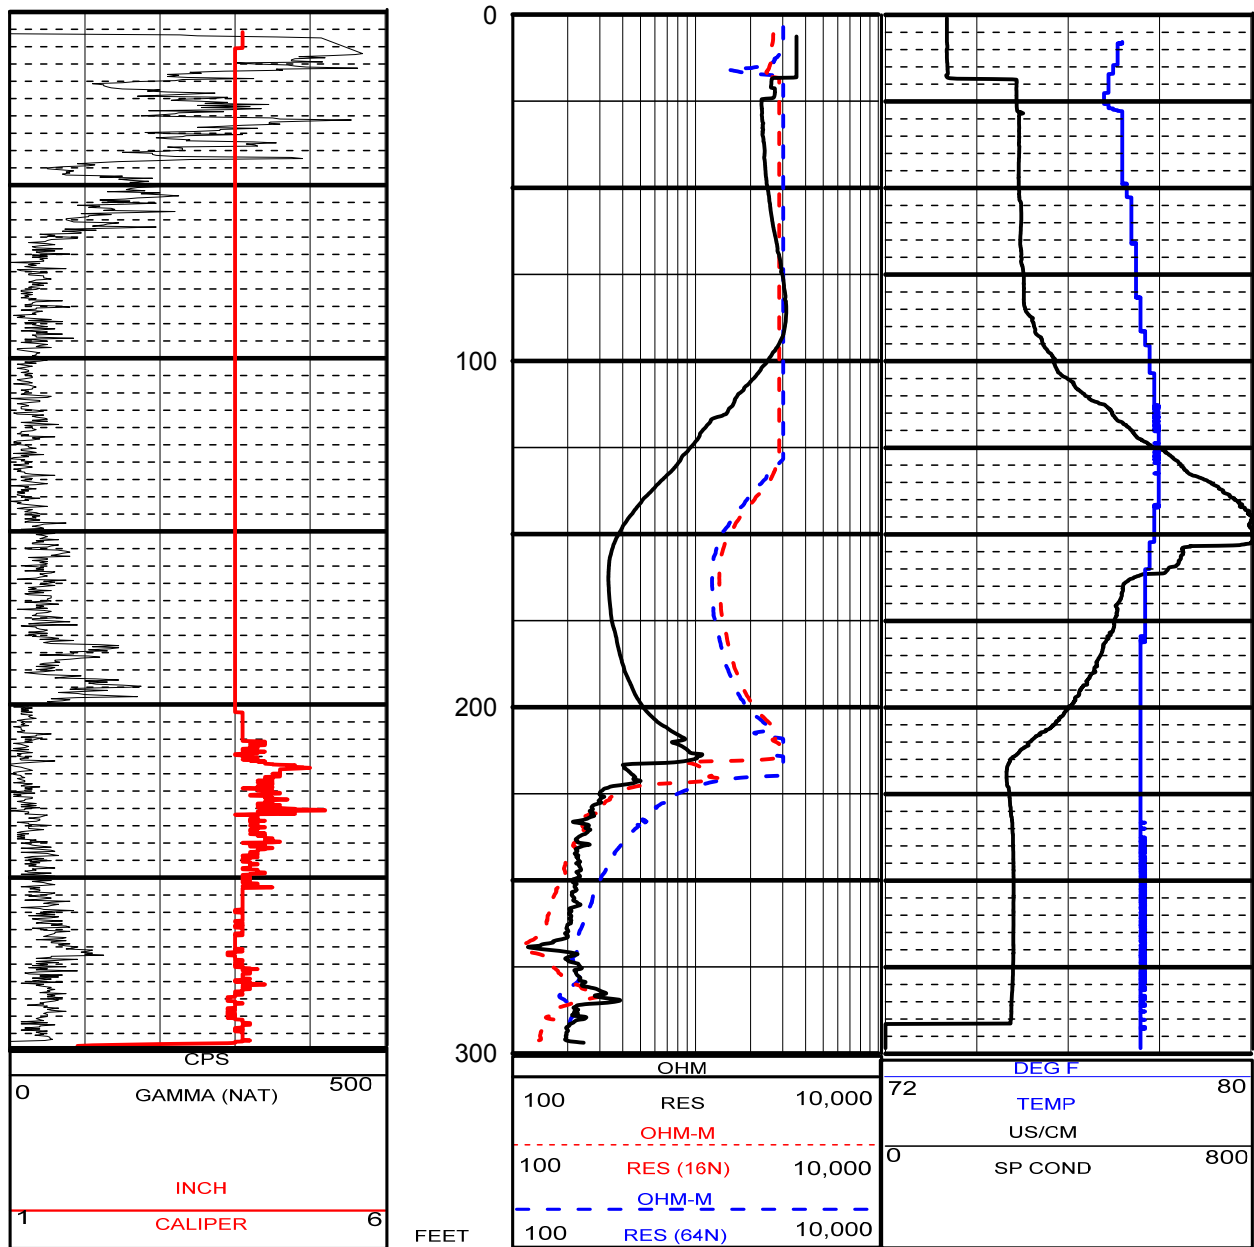 0
100
200
300
FEET
CPS
0 GAMMA (NAT) 500
INCH
1 CALIPER 6
OHM
100 RES 10,000
OHM-M
100 RES (16N) 10,000
OHM-M
100 RES (64N) 10,000
DEG F
72 80
TEMP
US/CM
0 SP COND 800